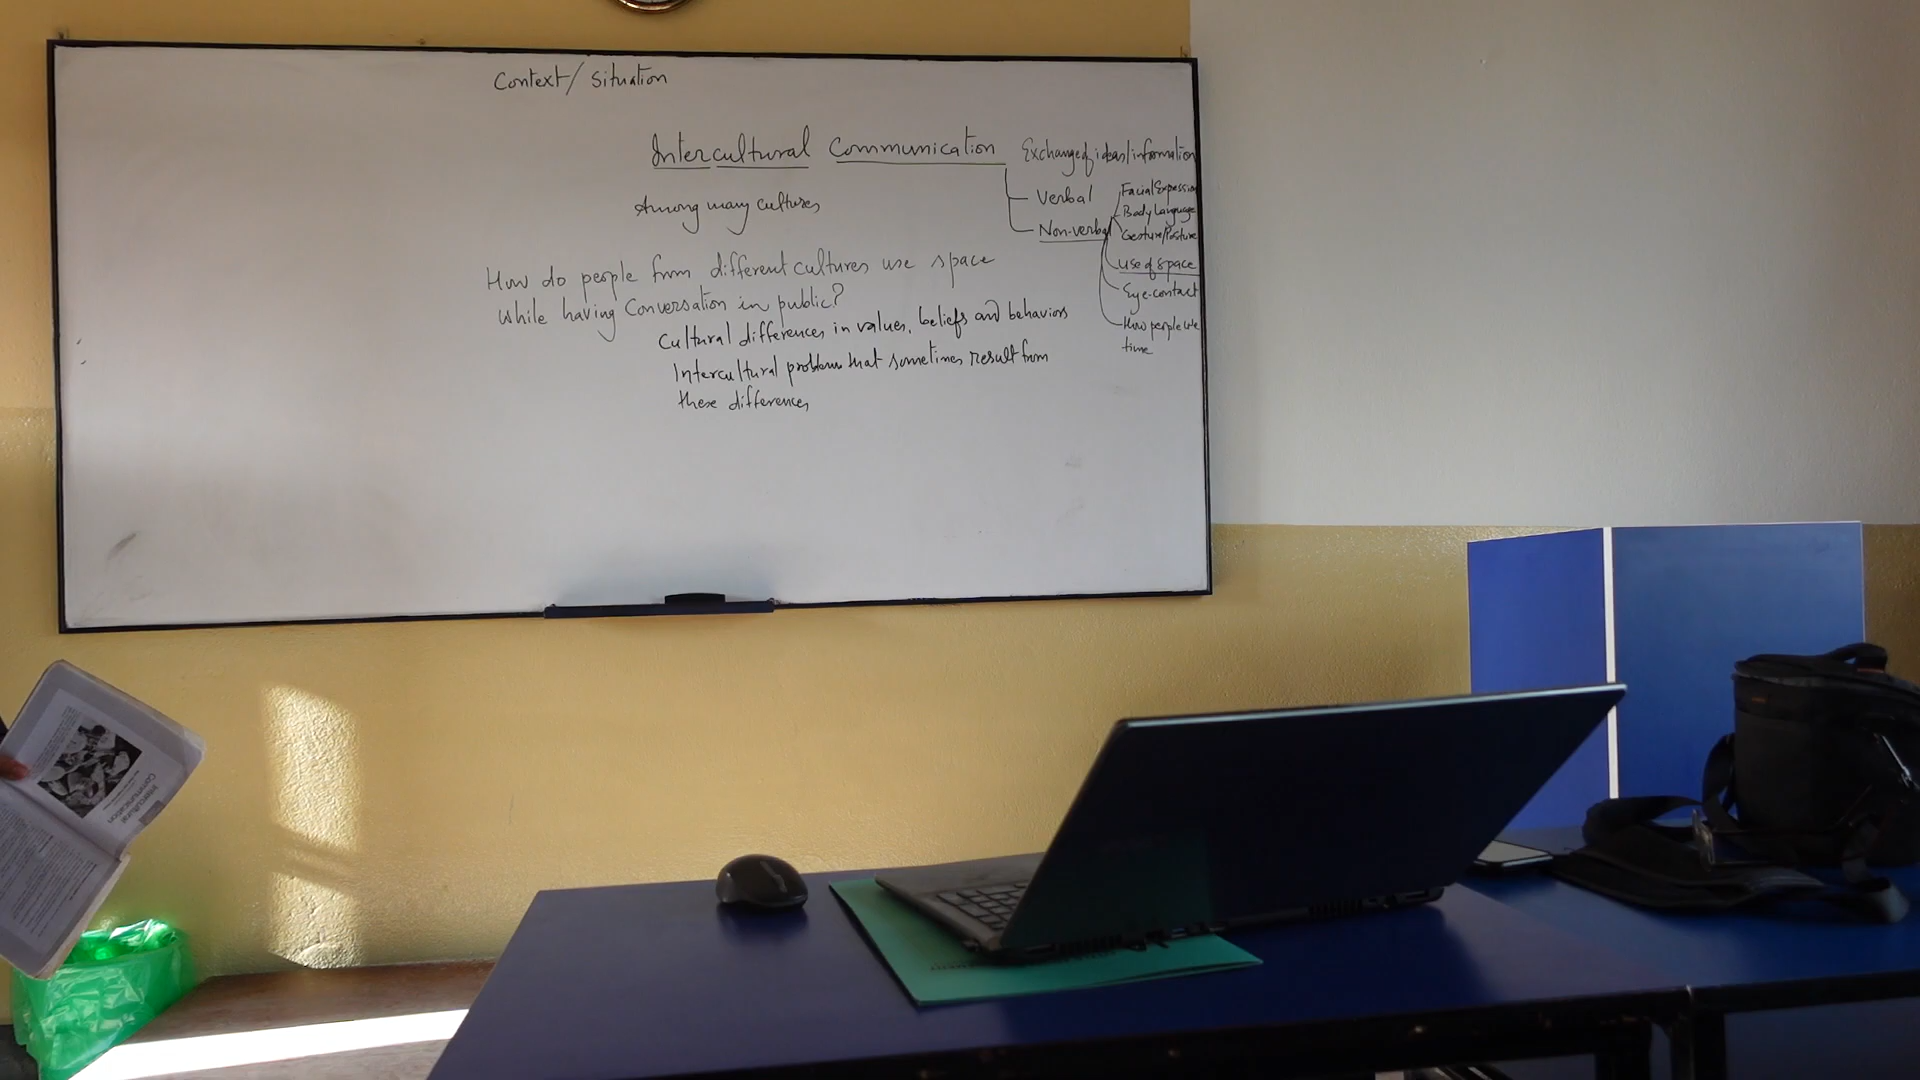 Context/ Situation
Intercultural Communication
Exchange of ideas/information
Among many cultures
Verbal
Non-verbal
Facial Expression
Body Language
Gesture/Posture
Use of space
Eye-contact
How people use
time
How do people from different cultures use space
while having Conversation in public?
Cultural differences in values, beliefs and behaviors
Intercultural problems that sometimes result from
these differences
Intercultural
Communication